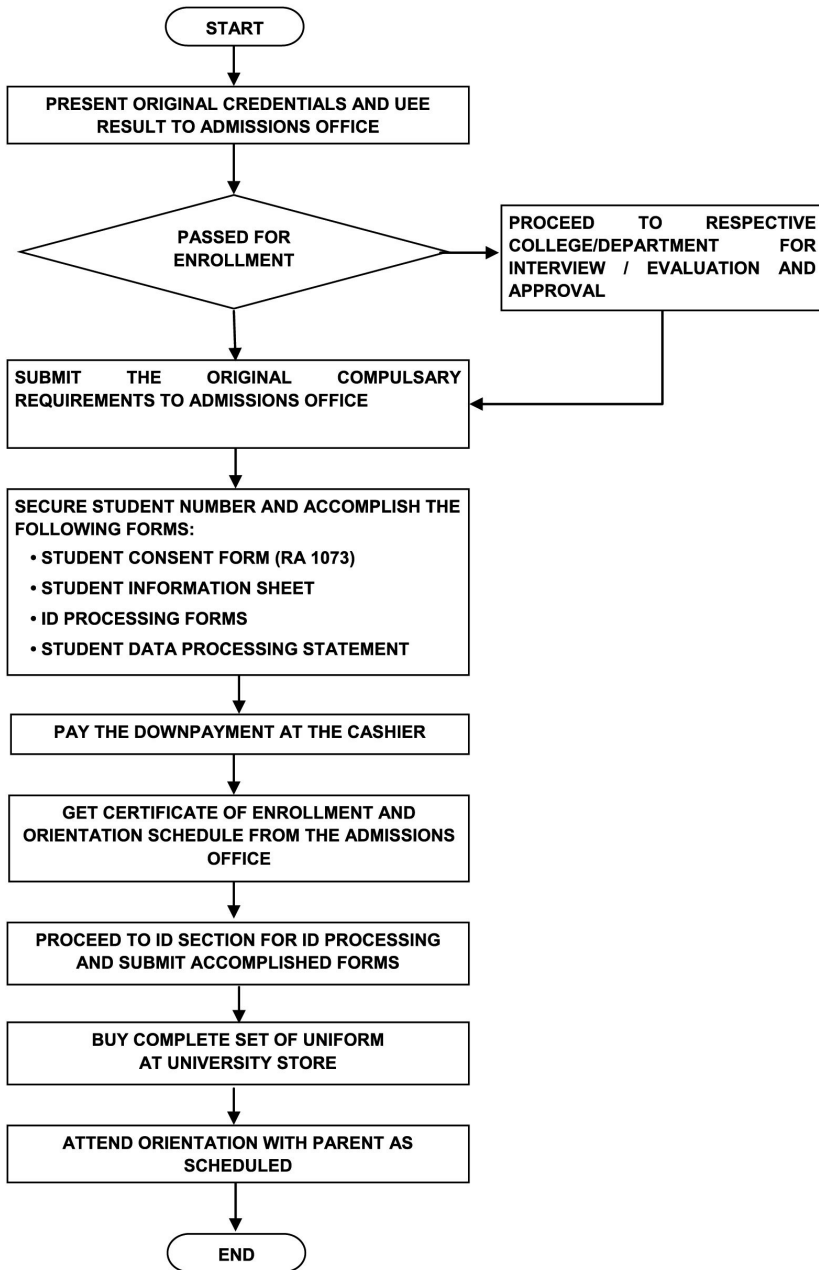 START
PRESENT ORIGINAL CREDENTIALS AND UEE
RESULT TO ADMISSIONS OFFICE
PASSED FOR
ENROLLMENT
PROCEED TO RESPECTIVE
COLLEGE/DEPARTMENT FOR
INTERVIEW / EVALUATION AND
APPROVAL
SUBMIT THE ORIGINAL COMPULSARY
REQUIREMENTS TO ADMISSIONS OFFICE
SECURE STUDENT NUMBER AND ACCOMPLISH THE
FOLLOWING FORMS:
• STUDENT CONSENT FORM (RA 1073)
• STUDENT INFORMATION SHEET
• ID PROCESSING FORMS
• STUDENT DATA PROCESSING STATEMENT
PAY THE DOWNPAYMENT AT THE CASHIER
GET CERTIFICATE OF ENROLLMENT AND
ORIENTATION SCHEDULE FROM THE ADMISSIONS
OFFICE
PROCEED TO ID SECTION FOR ID PROCESSING
AND SUBMIT ACCOMPLISHED FORMS
BUY COMPLETE SET OF UNIFORM
AT UNIVERSITY STORE
ATTEND ORIENTATION WITH PARENT AS
SCHEDULED
END